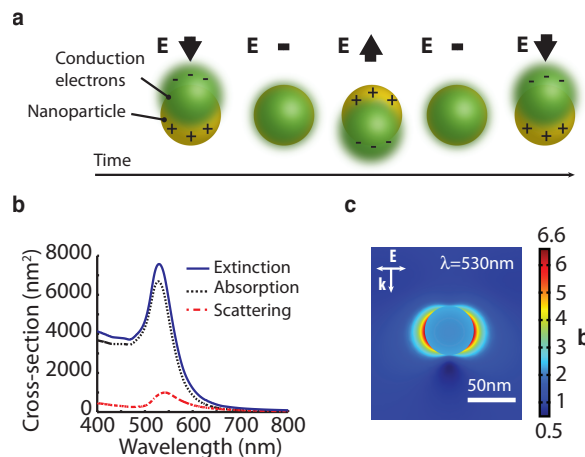 a
E E - E E - E
Conduction
electrons
Nanoparticle
- - -
+ + +
+ + +
- - -
- - -
+ + +
Time
b
8000
6000
4000
2000
0
Cross-section (nm²)
Extinction
Absorption
Scattering
400 500 600 700 800
Wavelength (nm)
c
E
k
λ=530nm
50nm
6.6
6
5
4
3
2
1
0.5
b